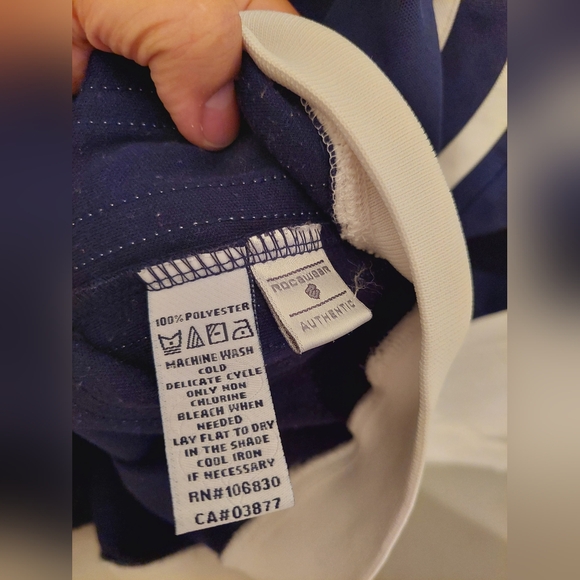 100% POLYESTER
MACHINE WASH
COLD
DELICATE CYCLE
ONLY NON
CHLORINE
BLEACH WHEN
NEEDED
LAY FLAT TO DRY
IN THE SHADE
COOL IRON
IF NECESSARY
RN#106830
CA#03877
ROCAWEAR
AUTHENTIC